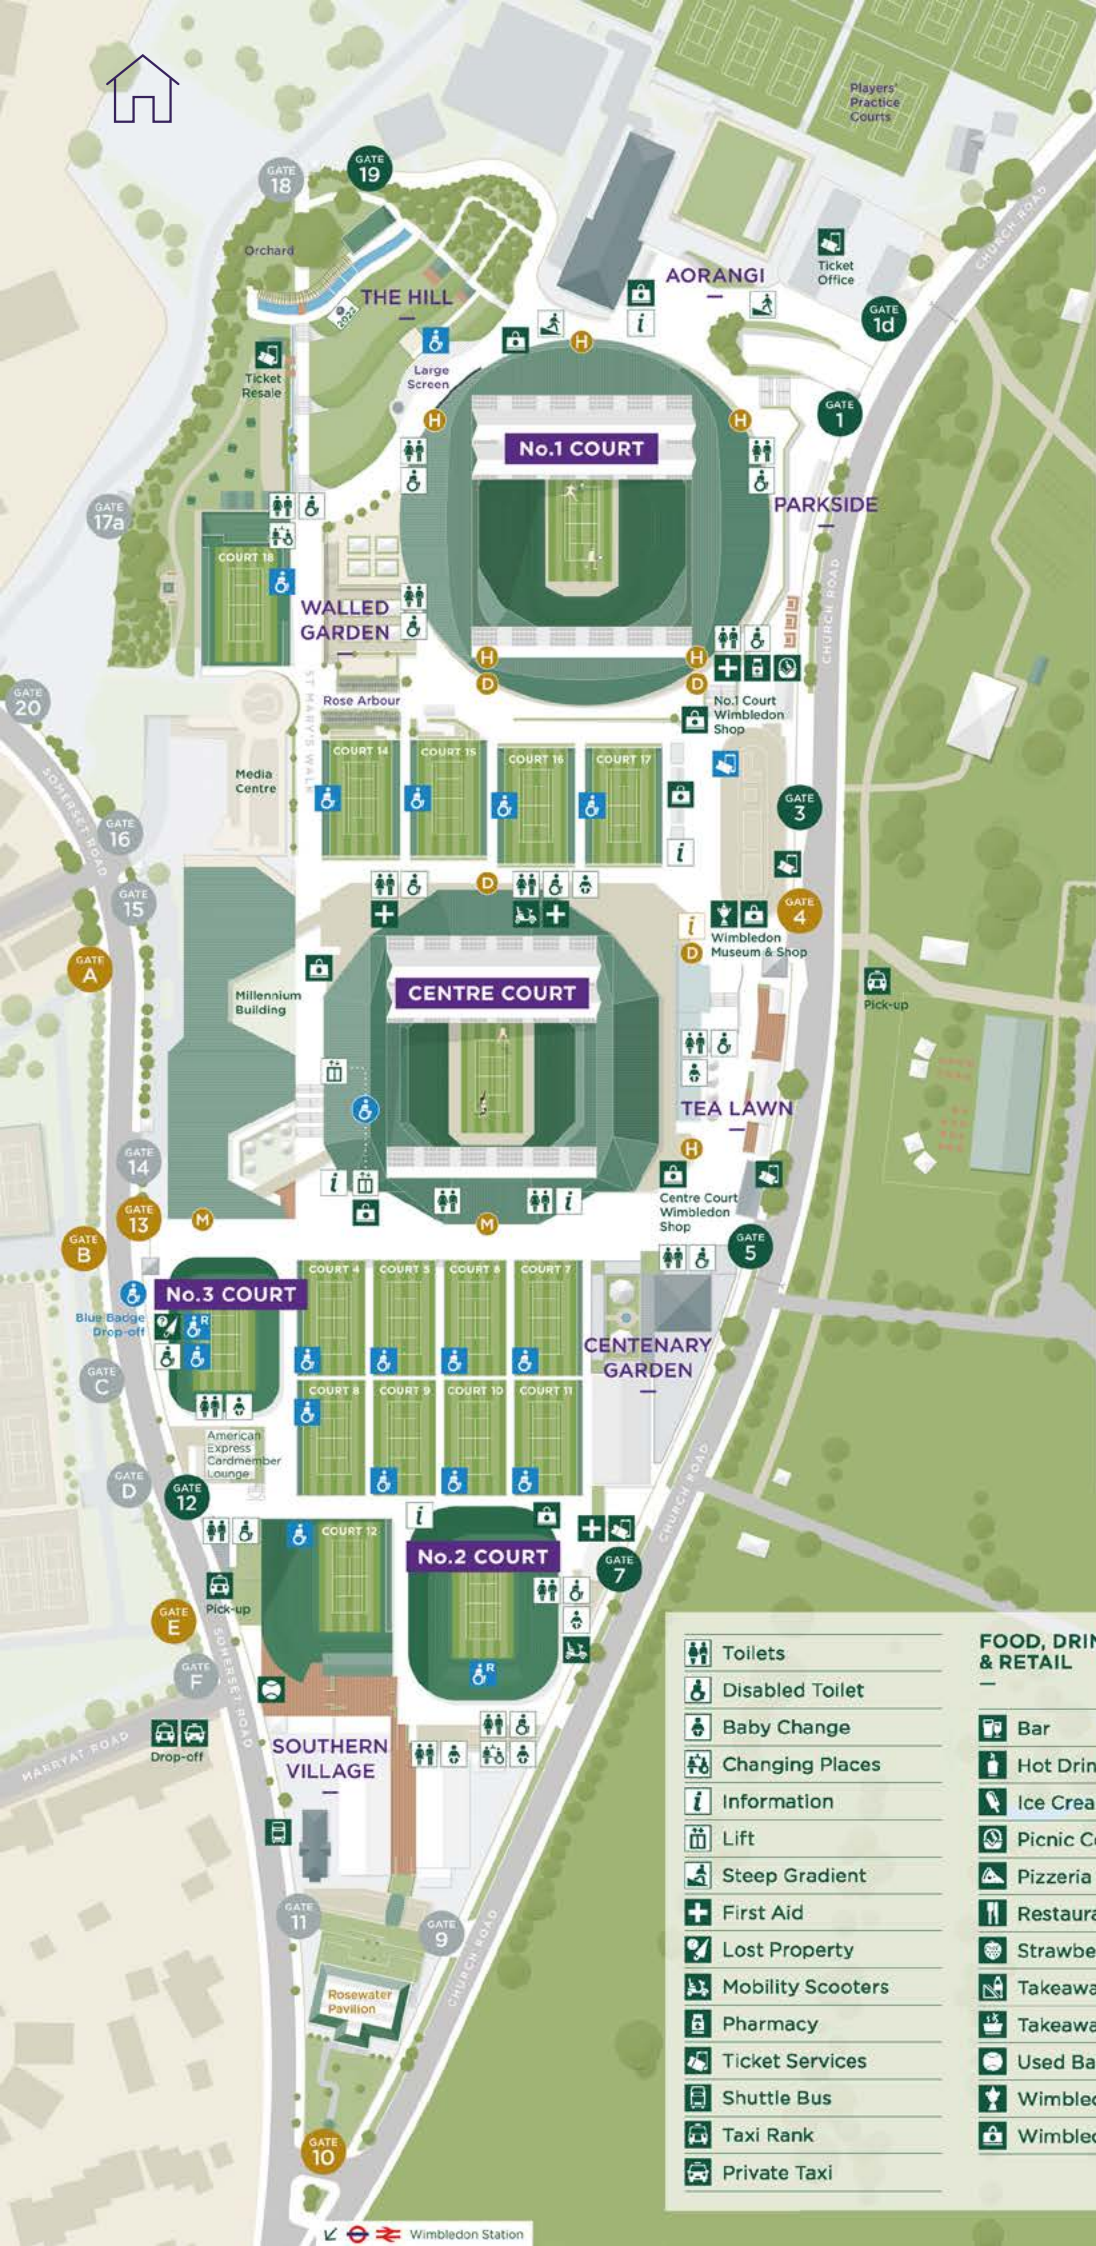 Players'
Practice
Courts
GATE
19
GATE
18
CHURCH ROAD
Orchard
Ticket
Office
AORANGI
THE HILL
2022
GATE
1d
Large
Screen
Ticket
Resale
GATE
1
H
H
H
No.1 COURT
PARKSIDE
GATE
17a
COURT 18
CHURCH ROAD
WALLED
GARDEN
H
H
D
D
ST MARY'S WALK
Rose Arbour
No.1 Court
Wimbledon
Shop
GATE
20
COURT 14
COURT 15
COURT 16
COURT 17
SOMERSET ROAD
Media
Centre
GATE
3
GATE
16
GATE
15
D
GATE
4
Wimbledon
Museum & Shop
D
GATE
A
CENTRE COURT
Millennium
Building
Pick-up
TEA LAWN
H
GATE
14
Centre Court
Wimbledon
Shop
GATE
13
M
M
GATE
B
GATE
5
COURT 4
COURT 5
COURT 6
COURT 7
No.3 COURT
Blue Badge
Drop-off
R
CENTENARY
GARDEN
GATE
C
COURT 8
COURT 9
COURT 10
COURT 11
American
Express
Cardmember
Lounge
GATE
D
GATE
12
CHURCH ROAD
COURT 12
No.2 COURT
GATE
7
Pick-up
GATE
E
GATE
F
SOMERSET ROAD
R
MARRYAT ROAD
Drop-off
SOUTHERN
VILLAGE
GATE
11
GATE
9
CHURCH ROAD
Rosewater
Pavilion
GATE
10
Wimbledon Station
Toilets
Disabled Toilet
Baby Change
Changing Places
Information
Lift
Steep Gradient
First Aid
Lost Property
Mobility Scooters
Pharmacy
Ticket Services
Shuttle Bus
Taxi Rank
Private Taxi
FOOD, DRIN
& RETAIL
Bar
Hot Drin
Ice Crea
Picnic Co
Pizzeria
Restaura
Strawbe
Takeawa
Takeawa
Used Ba
Wimbled
Wimbled